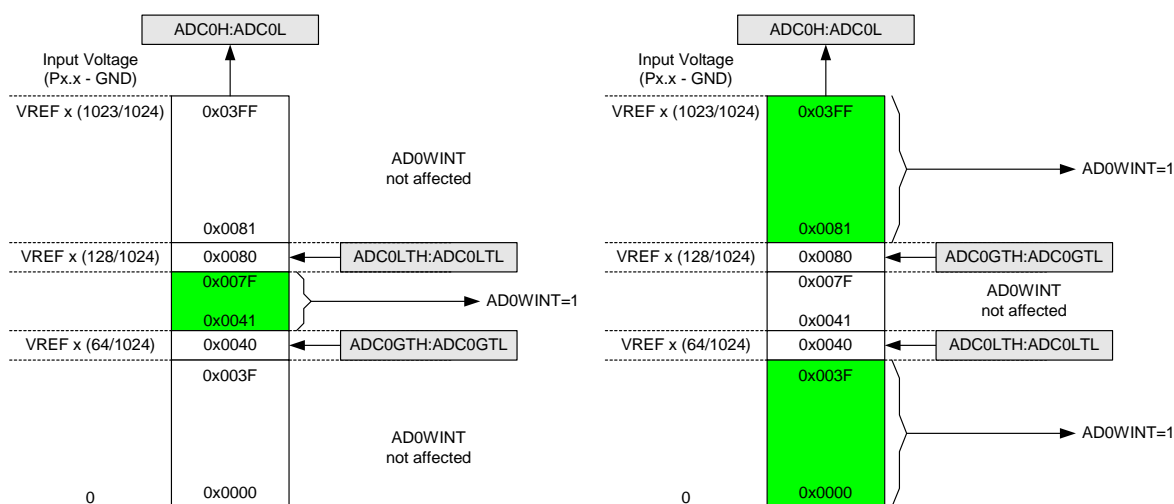 ADC0H:ADC0L
Input Voltage
(Px.x - GND)
VREF x (1023/1024)
0x03FF
AD0WINT
not affected
0x0081
VREF x (128/1024)
0x0080
ADC0LTH:ADC0LTL
0x007F
AD0WINT=1
0x0041
VREF x (64/1024)
0x0040
ADC0GTH:ADC0GTL
0x003F
AD0WINT
not affected
0
0x0000
ADC0H:ADC0L
Input Voltage
(Px.x - GND)
VREF x (1023/1024)
0x03FF
AD0WINT=1
0x0081
VREF x (128/1024)
0x0080
ADC0GTH:ADC0GTL
0x007F
AD0WINT
not affected
0x0041
VREF x (64/1024)
0x0040
ADC0LTH:ADC0LTL
0x003F
AD0WINT=1
0
0x0000